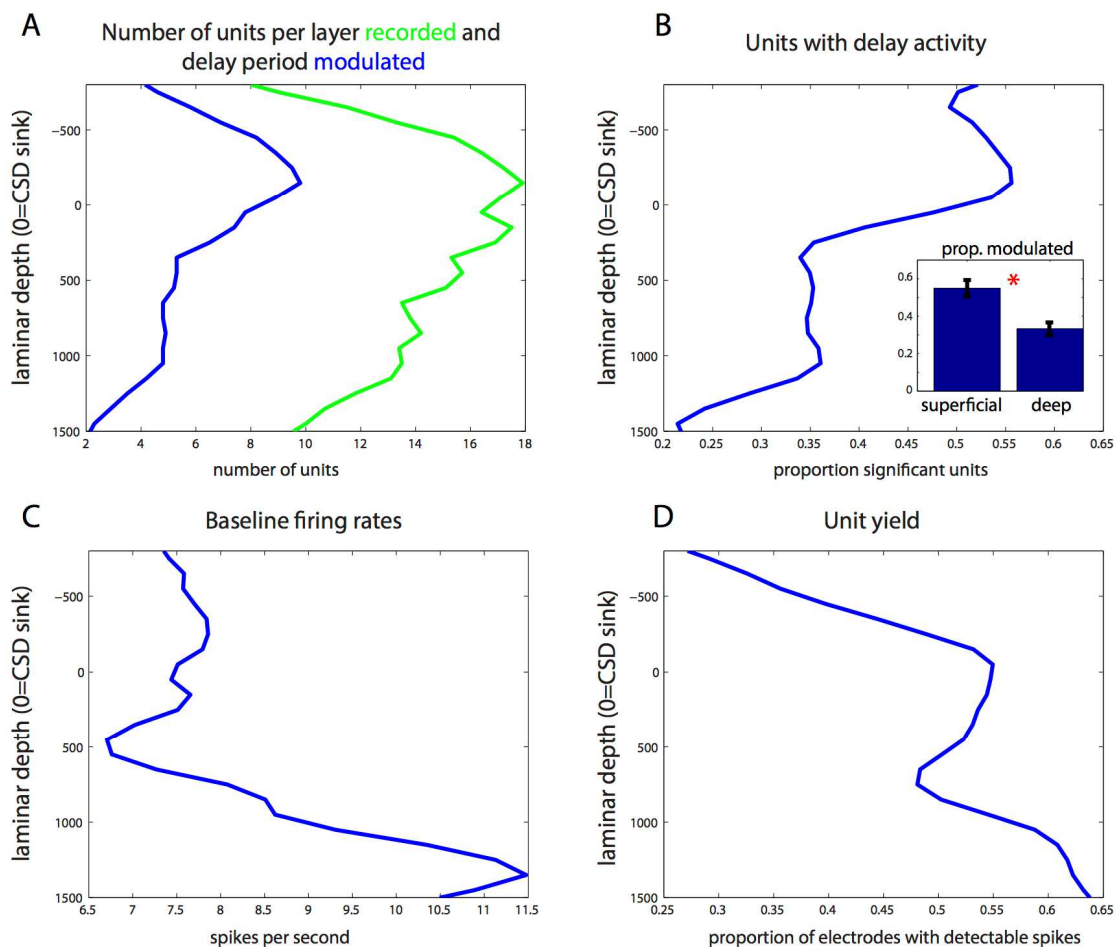 A
Number of units per layer recorded and
delay period modulated
laminar depth (0=CSD sink)
−500
0
500
1000
1500
2 4 6 8 10 12 14 16 18
number of units
B
Units with delay activity
laminar depth (0=CSD sink)
−500
0
500
1000
1500
0.2 0.25 0.3 0.35 0.4 0.45 0.5 0.55 0.6 0.65
proportion significant units
prop. modulated
0.6
0.4
0.2
0
*
superficial deep
C
Baseline firing rates
laminar depth (0=CSD sink)
−500
0
500
1000
1500
6.5 7 7.5 8 8.5 9 9.5 10 10.5 11 11.5
spikes per second
D
Unit yield
laminar depth (0=CSD sink)
−500
0
500
1000
1500
0.25 0.3 0.35 0.4 0.45 0.5 0.55 0.6 0.65
proportion of electrodes with detectable spikes